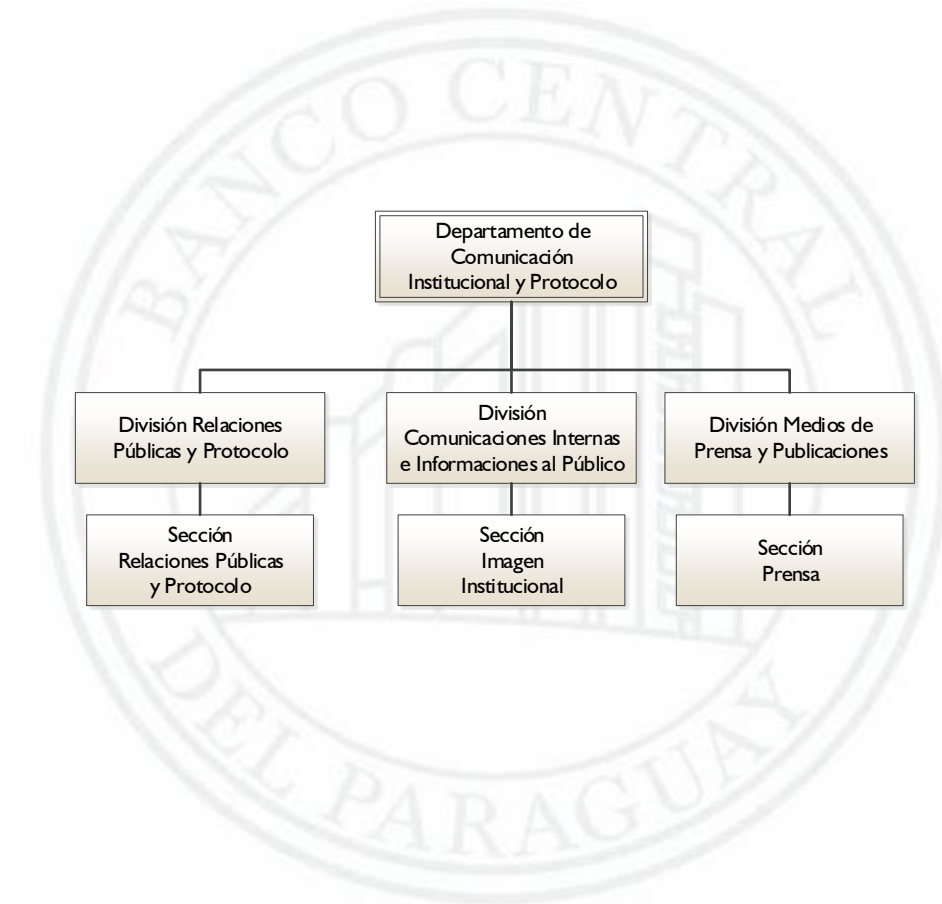 BANCO CENTRAL
Departamento de
Comunicación
Institucional y Protocolo
División Relaciones
Públicas y Protocolo
División
Comunicaciones Internas
e Informaciones al Público
División Medios de
Prensa y Publicaciones
Sección
Relaciones Públicas
y Protocolo
Sección
Imagen
Institucional
Sección
Prensa
DEL PARAGUAY